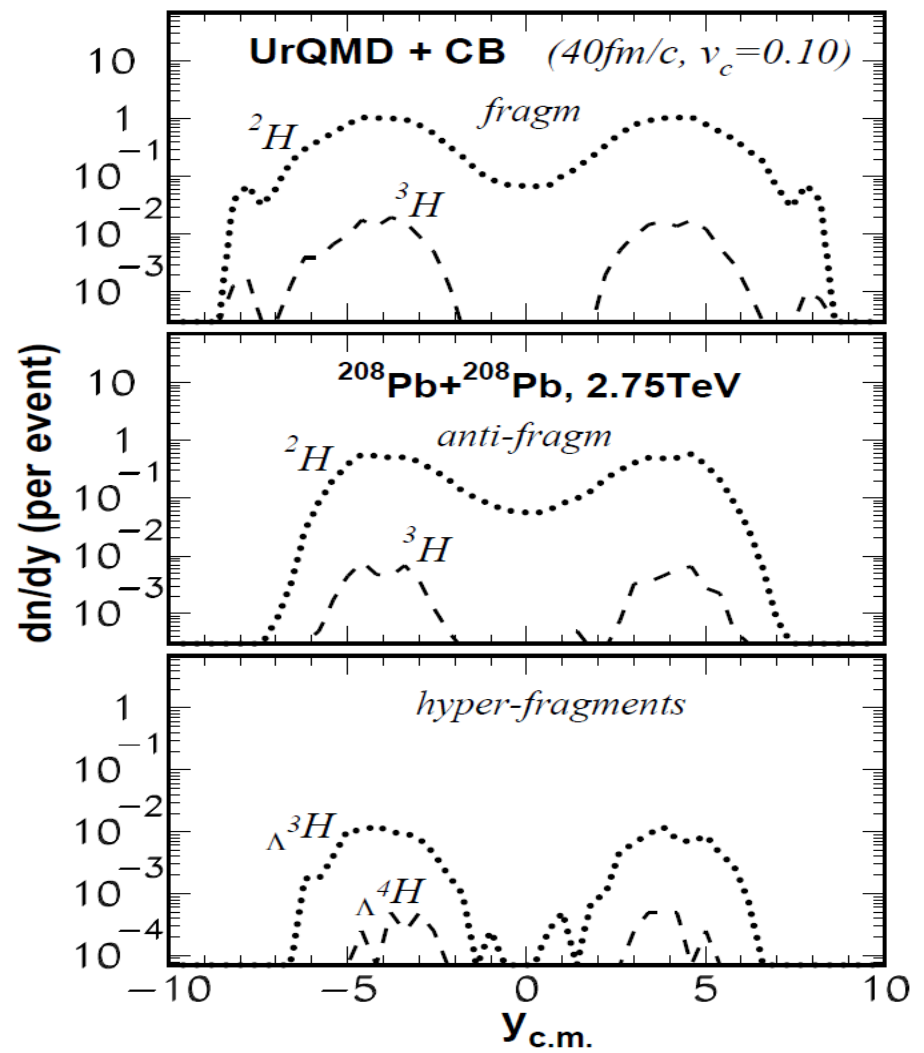 UrQMD + CB (40fm/c, v_c=0.10)
fragm
²H
³H
10
1
10⁻¹
10⁻²
10⁻³
²⁰⁸Pb+²⁰⁸Pb, 2.75TeV
anti-fragm
²H
³H
10
1
10⁻¹
10⁻²
10⁻³
hyper-fragments
Λ³H
Λ⁴H
1
10⁻¹
10⁻²
10⁻³
10⁻⁴
dn/dy (per event)
−10 −5 0 5 10
y_c.m.